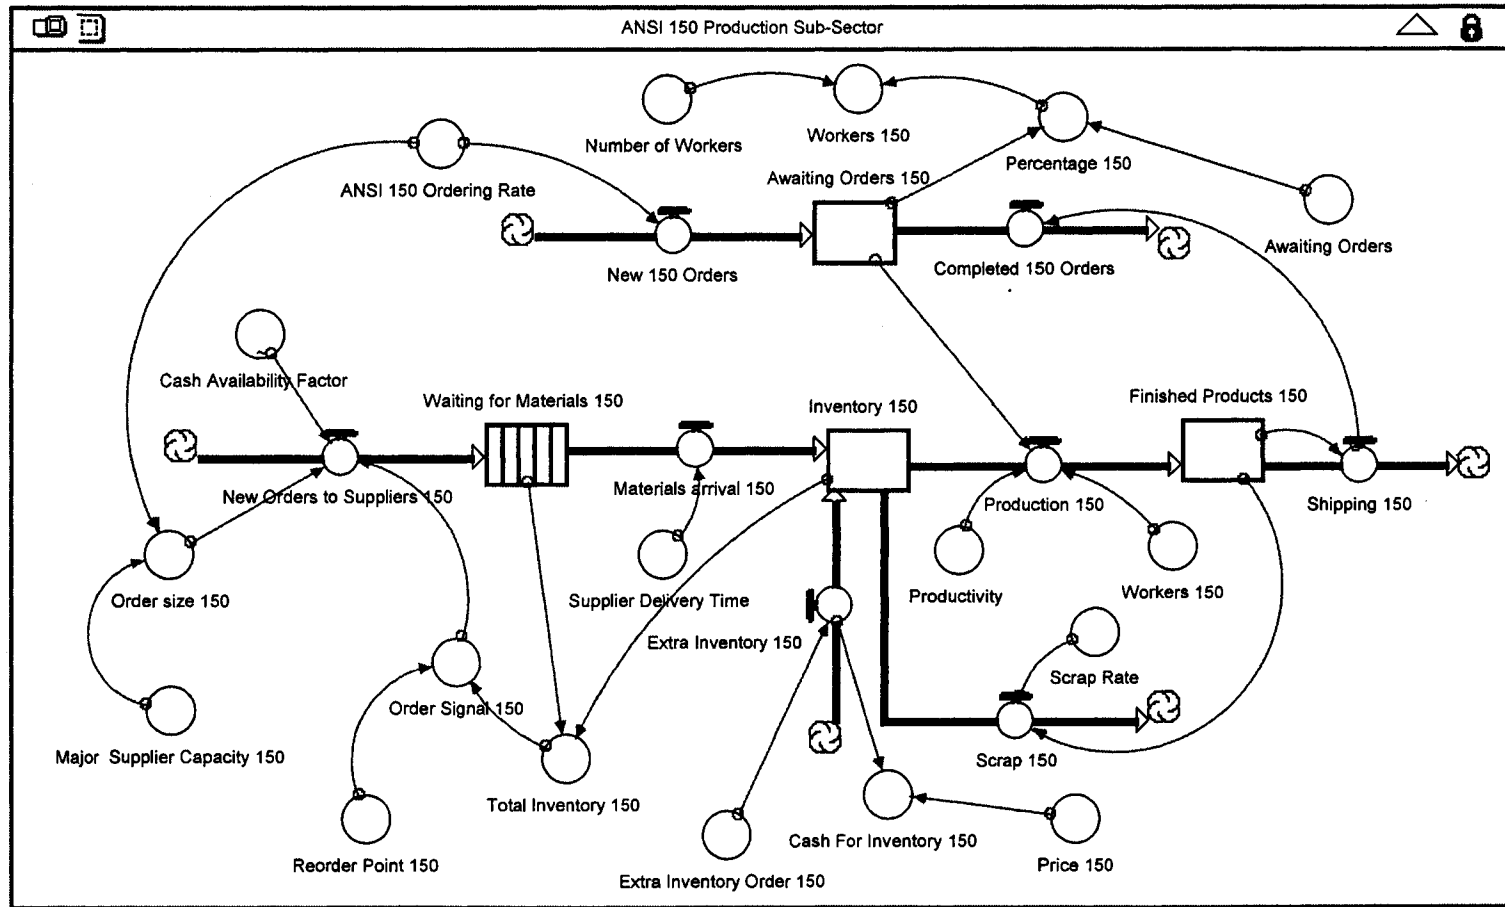 ANSI 150 Production Sub-Sector
Number of Workers
Workers 150
Percentage 150
ANSI 150 Ordering Rate
Awaiting Orders 150
Awaiting Orders
New 150 Orders
Completed 150 Orders
Cash Availability Factor
Waiting for Materials 150
Inventory 150
Finished Products 150
New Orders to Suppliers 150
Materials arrival 150
Production 150
Shipping 150
Order size 150
Supplier Delivery Time
Productivity
Workers 150
Extra Inventory 150
Scrap Rate
Order Signal 150
Major Supplier Capacity 150
Scrap 150
Total Inventory 150
Cash For Inventory 150
Reorder Point 150
Extra Inventory Order 150
Price 150